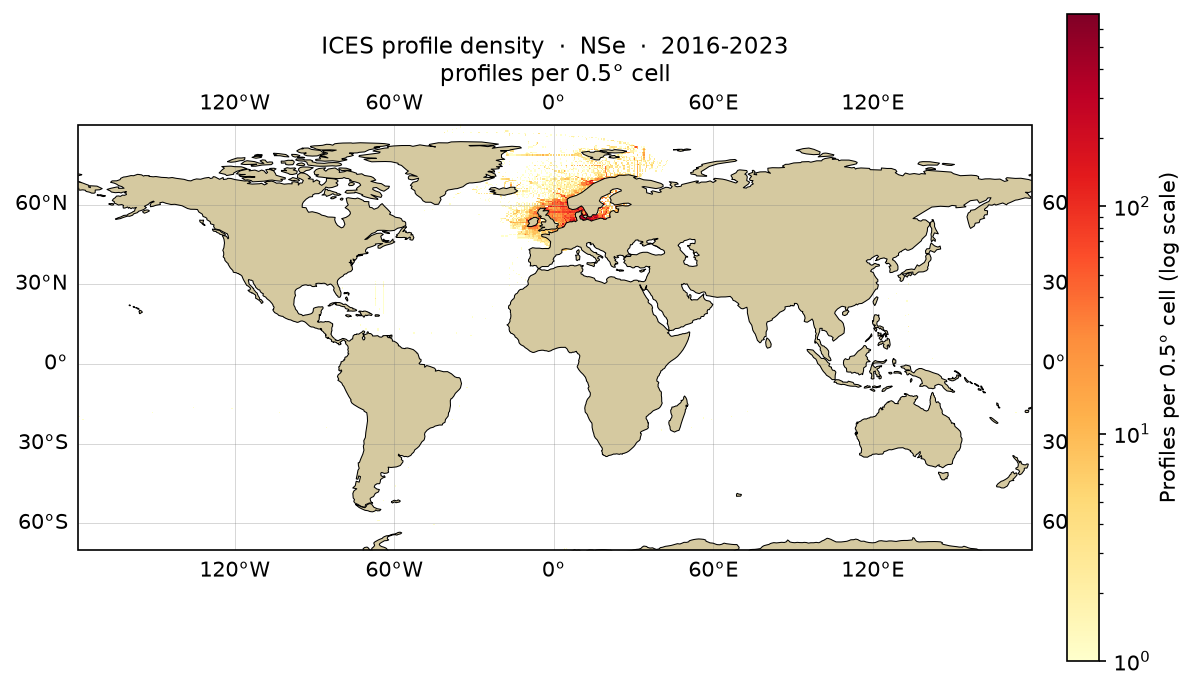 ICES profile density · NSe · 2016-2023
profiles per 0.5° cell
120°W 60°W 0° 60°E 120°E
60°N 60
30°N 30
0° 0°
30°S 30
60°S 60
120°W 60°W 0° 60°E 120°E
10²
10¹
10⁰
Profiles per 0.5° cell (log scale)